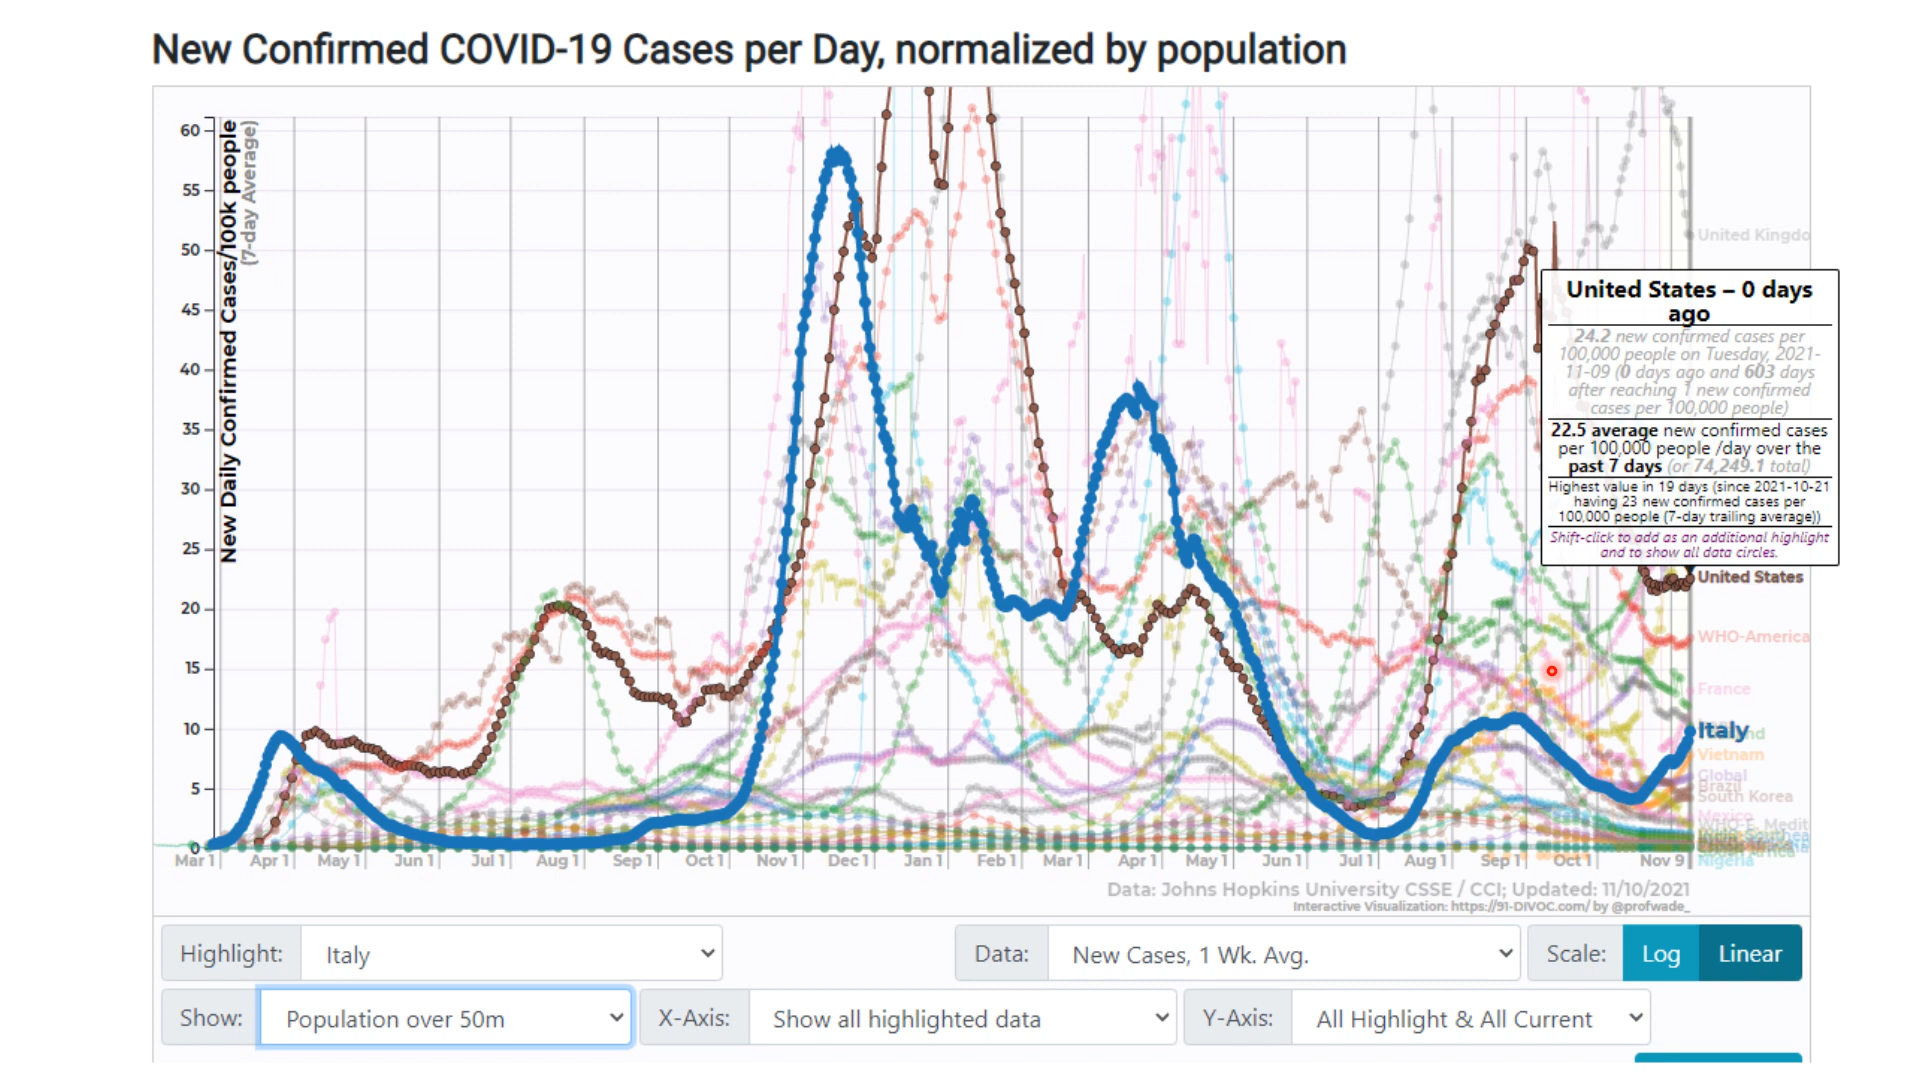 New Confirmed COVID-19 Cases per Day, normalized by population
New Daily Confirmed Cases/100k people
(7-day Average)
60
55
50
45
40
35
30
25
20
15
10
5
0
Mar 1
Apr 1
May 1
Jun 1
Jul 1
Aug 1
Sep 1
Oct 1
Nov 1
Dec 1
Jan 1
Feb 1
Mar 1
Apr 1
May 1
Jun 1
Jul 1
Aug 1
Sep 1
Oct 1
Nov 9
United Kingdo
United States – 0 days
ago
24.2 new confirmed cases per
100,000 people on Tuesday, 2021-
11-09 (0 days ago and 603 days
after reaching 1 new confirmed
cases per 100,000 people)
22.5 average new confirmed cases
per 100,000 people /day over the
past 7 days (or 74,249.1 total)
Highest value in 19 days (since 2021-10-21
having 23 new confirmed cases per
100,000 people (7-day trailing average))
Shift-click to add as an additional highlight
and to show all data circles.
United States
WHO-America
France
Italy
Vietnam
Global
Brazil
South Korea
Mexico
Nigeria
Data: Johns Hopkins University CSSE / CCI; Updated: 11/10/2021
Interactive Visualization: https://91-DIVOC.com/ by @profwade_
Highlight: Italy
Data: New Cases, 1 Wk. Avg.
Scale: Log Linear
Show: Population over 50m
X-Axis: Show all highlighted data
Y-Axis: All Highlight & All Current